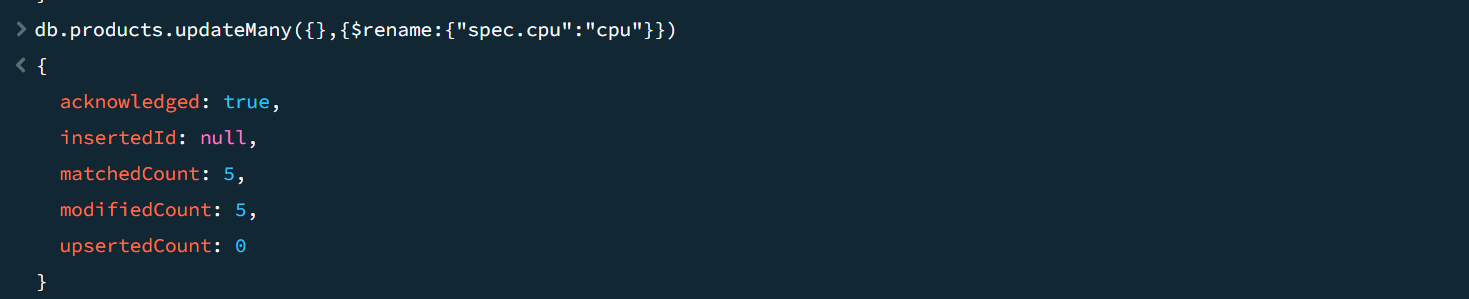 }
> db.products.updateMany({},{$rename:{"spec.cpu":"cpu"}})
< {
acknowledged: true,
insertedId: null,
matchedCount: 5,
modifiedCount: 5,
upsertedCount: 0
}